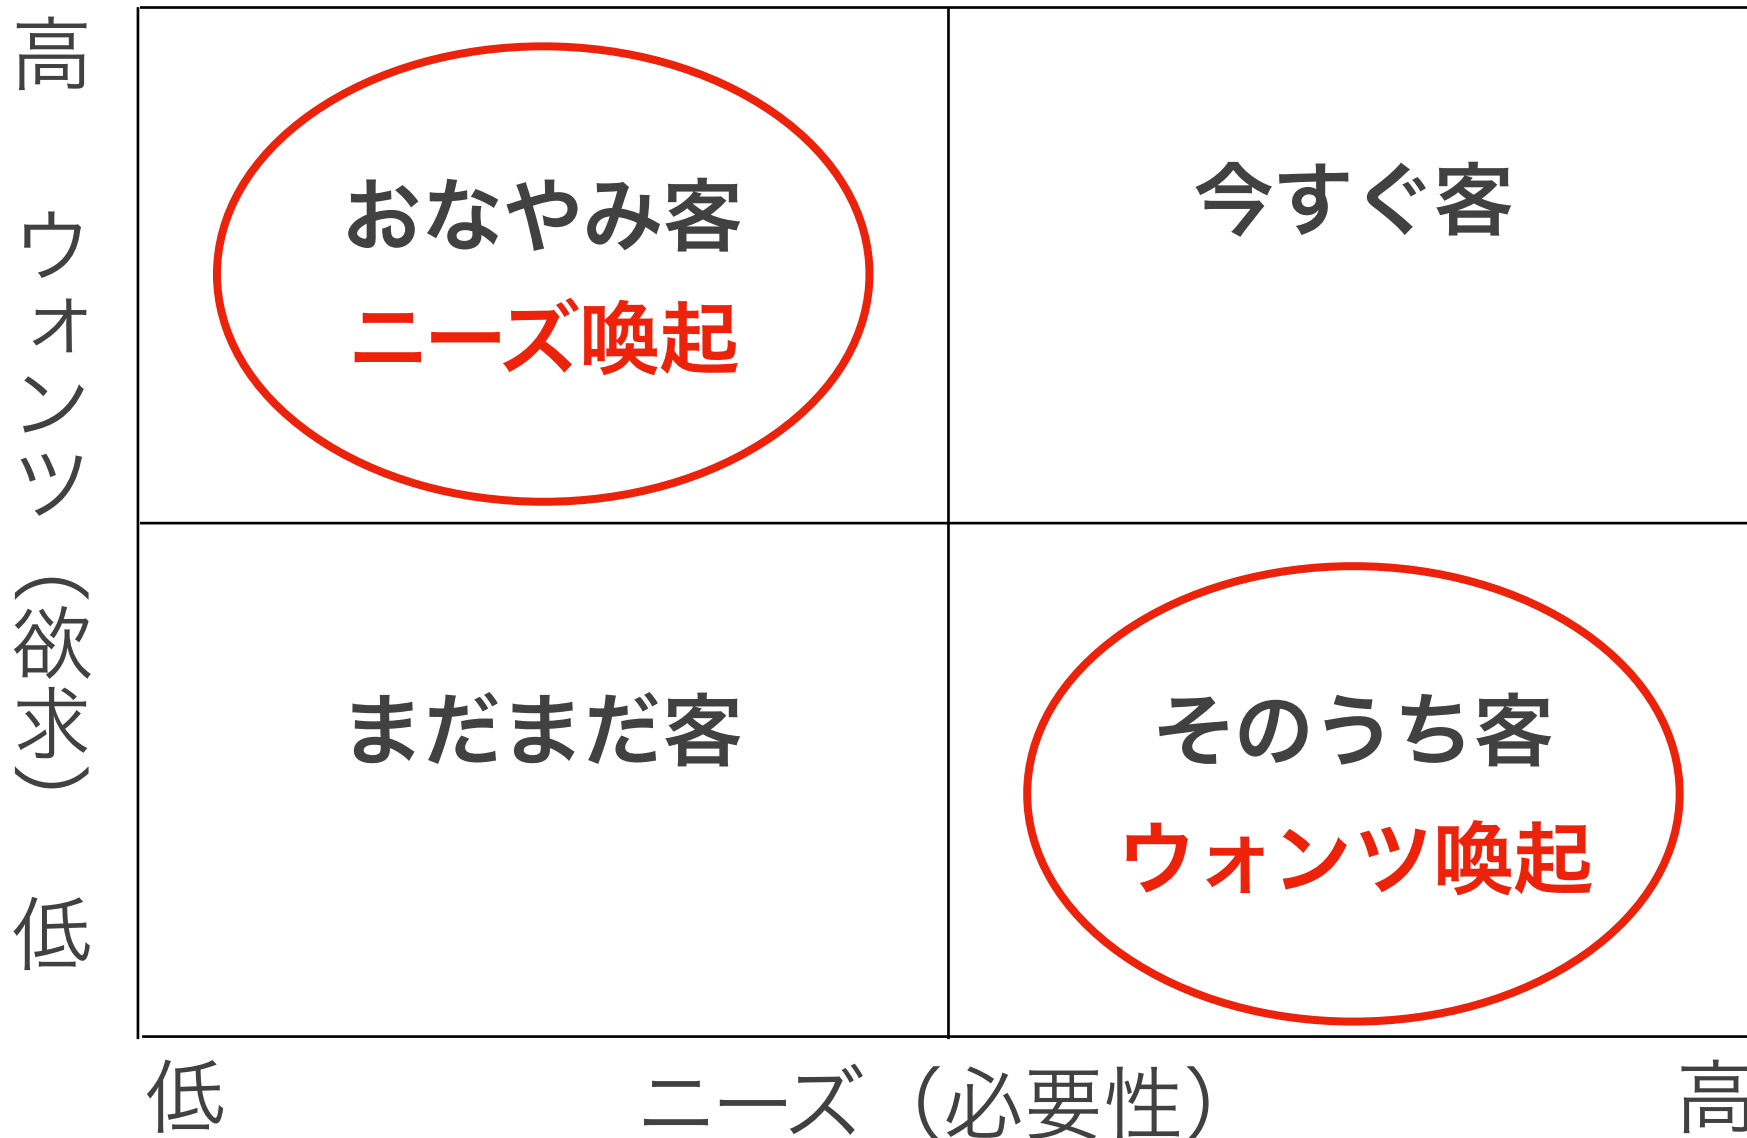 高
ウォンツ（欲求）
低
おなやみ客
ニーズ喚起
今すぐ客
まだまだ客
そのうち客
ウォンツ喚起
低
ニーズ（必要性）
高